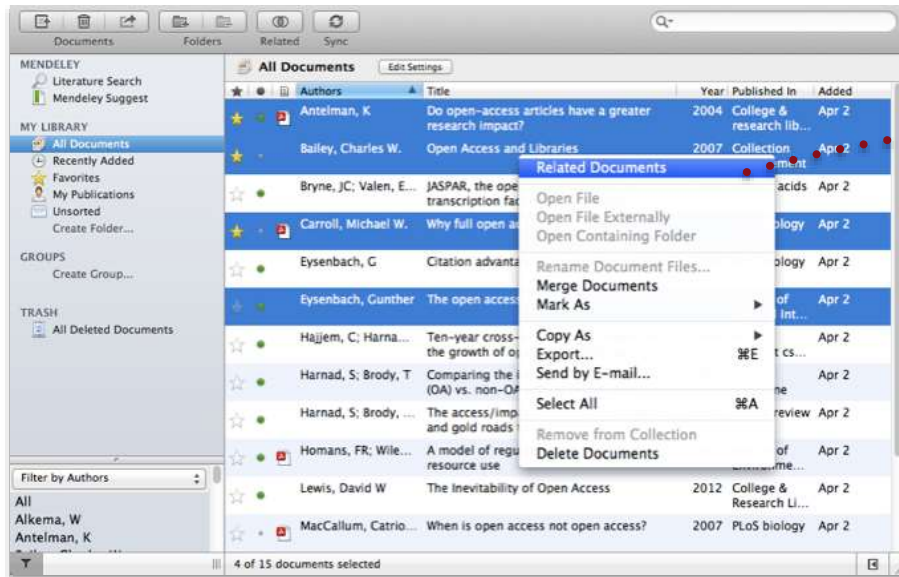 Documents Folders Related Sync
MENDELEY
Literature Search
Mendeley Suggest
MY LIBRARY
All Documents
Recently Added
Favorites
My Publications
Unsorted
Create Folder...
GROUPS
Create Group...
TRASH
All Deleted Documents
Filter by Authors
All
Alkema, W
Antelman, K
All Documents Edit Settings
Authors Title Year Published In Added
Antelman, K Do open-access articles have a greater 2004 College & Apr 2
research impact? research lib...
Bailey, Charles W. Open Access and Libraries 2007 Collection Apr 2
Bryne, JC; Valen, E... JASPAR, the ope acids Apr 2
transcription fac
Carroll, Michael W. Why full open a Apr 2
Eysenbach, G Citation advanta Apr 2
Eysenbach, Gunther The open access of Apr 2
Int...
Hajjem, C; Harna... Ten-year cross- Apr 2
the growth of op t cs...
Harnad, S; Brody, T Comparing the i Apr 2
(OA) vs. non-OA
Harnad, S; Brody, ... The access/imp review Apr 2
and gold roads
Homans, FR; Wile... A model of regu of Apr 2
resource use
Lewis, David W The Inevitability of Open Access 2012 College & Apr 2
Research Li...
MacCallum, Catrio... When is open access not open access? 2007 PLoS biology Apr 2
Related Documents
Open File
Open File Externally
Open Containing Folder
Rename Document Files...
Merge Documents
Mark As
Copy As
Export... ⌘E
Send by E-mail...
Select All ⌘A
Remove from Collection
Delete Documents
4 of 15 documents selected